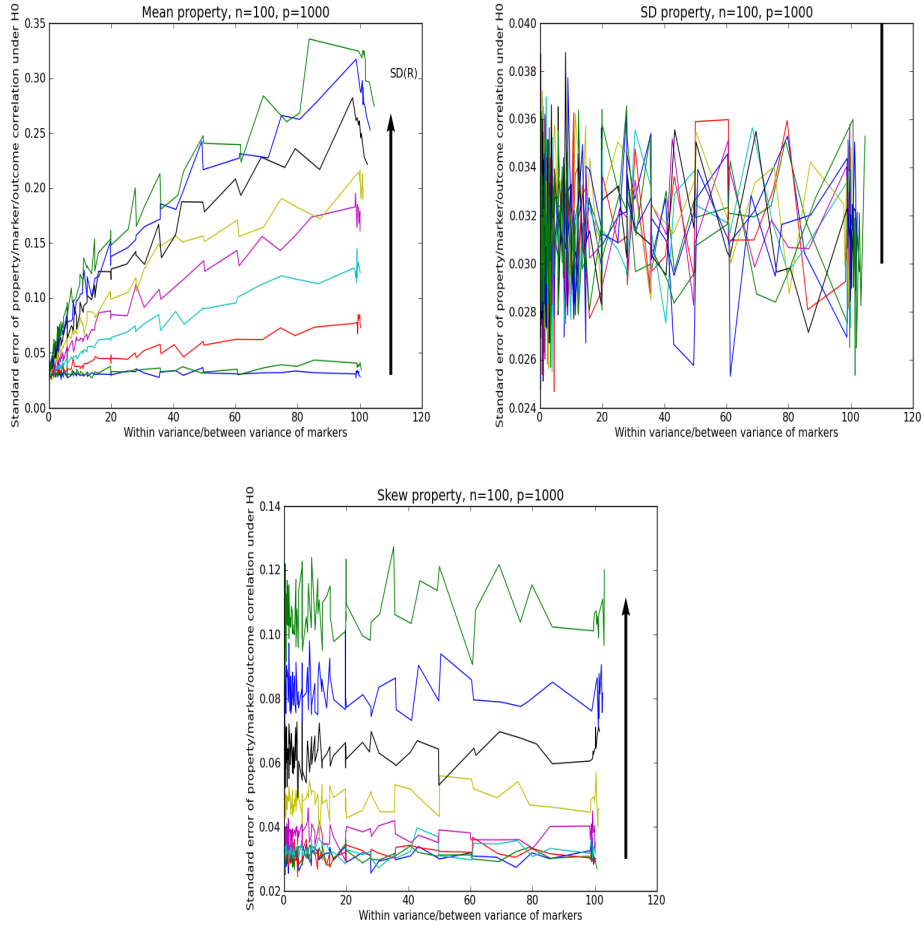 Mean property, n=100, p=1000
Standard error of property/marker/outcome correlation under H0
0.35
0.30
0.25
0.20
0.15
0.10
0.05
0.00
SD(R)
0 20 40 60 80 100 120
Within variance/between variance of markers
SD property, n=100, p=1000
Standard error of property/marker/outcome correlation under H0
0.040
0.038
0.036
0.034
0.032
0.030
0.028
0.026
0.024
0 20 40 60 80 100 120
Within variance/between variance of markers
Skew property, n=100, p=1000
Standard error of property/marker/outcome correlation under H0
0.14
0.12
0.10
0.08
0.06
0.04
0.02
0 20 40 60 80 100 120
Within variance/between variance of markers